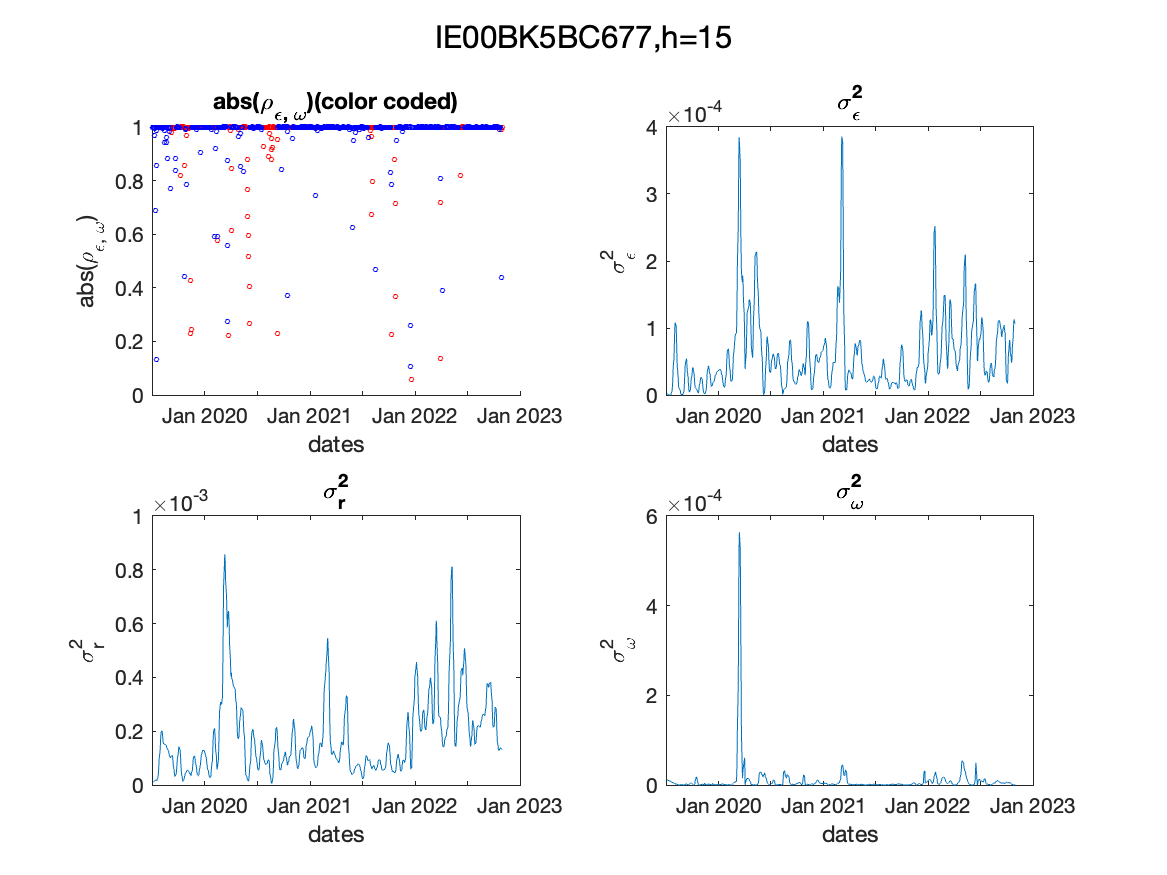 IE00BK5BC677,h=15
abs(ρϵ, ω)(color coded)
abs(ρϵ, ω)
1
0.8
0.6
0.4
0.2
0
Jan 2020 Jan 2021 Jan 2022 Jan 2023
dates
σ²ϵ
×10⁻⁴
σ²ϵ
4
3
2
1
0
Jan 2020 Jan 2021 Jan 2022 Jan 2023
dates
σ²r
×10⁻³
σ²r
1
0.8
0.6
0.4
0.2
0
Jan 2020 Jan 2021 Jan 2022 Jan 2023
dates
σ²ω
×10⁻⁴
σ²ω
6
4
2
0
Jan 2020 Jan 2021 Jan 2022 Jan 2023
dates